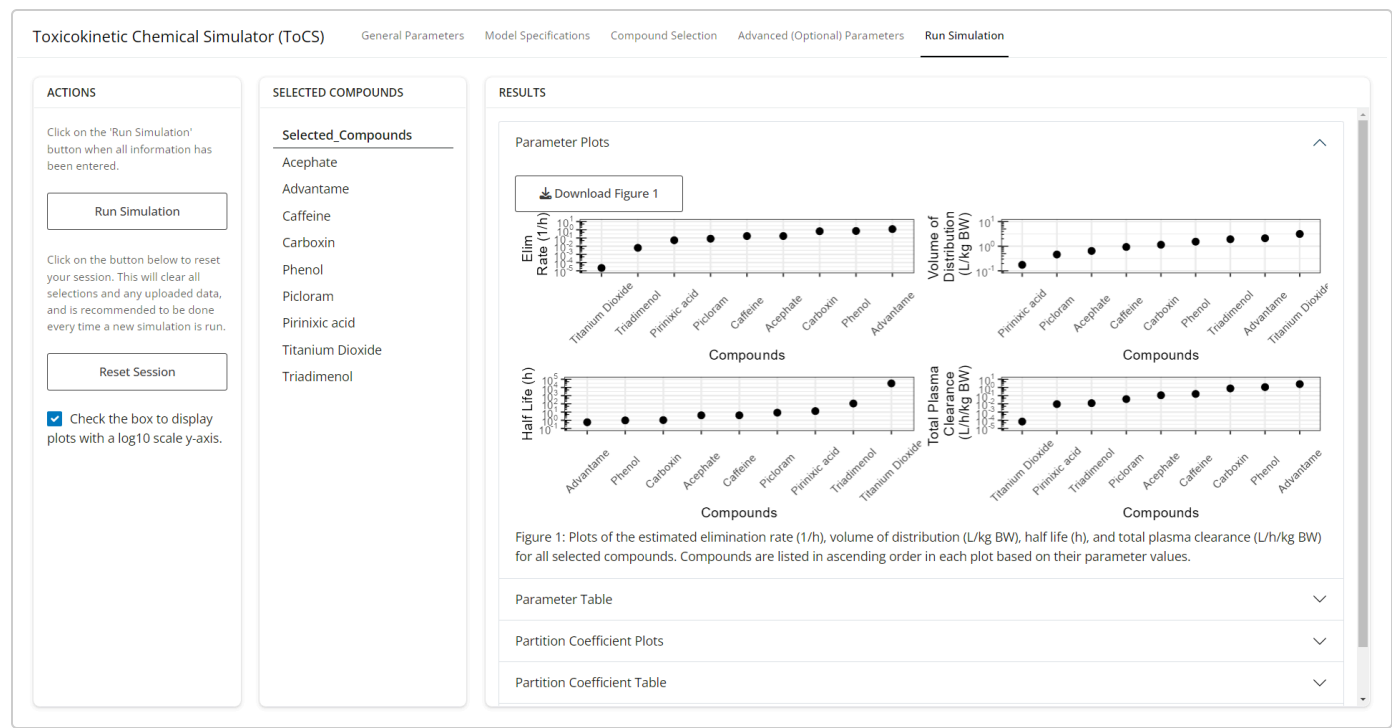 Toxicokinetic Chemical Simulator (ToCS)
General Parameters
Model Specifications
Compound Selection
Advanced (Optional) Parameters
Run Simulation
ACTIONS
Click on the 'Run Simulation'
button when all information has
been entered.
Run Simulation
Click on the button below to reset
your session. This will clear all
selections and any uploaded data,
and is recommended to be done
every time a new simulation is run.
Reset Session
Check the box to display
plots with a log10 scale y-axis.
SELECTED COMPOUNDS
Selected_Compounds
Acephate
Advantame
Caffeine
Carboxin
Phenol
Picloram
Pirinixic acid
Titanium Dioxide
Triadimenol
RESULTS
Parameter Plots
Download Figure 1
Elim
Rate (1/h)
Titanium Dioxide
Triadimenol
Pirinixic acid
Picloram
Caffeine
Acephate
Carboxin
Phenol
Advantame
Compounds
Volume of
Distribution
(L/kg BW)
10¹
10⁰
10⁻¹
Pirinixic acid
Picloram
Acephate
Caffeine
Carboxin
Phenol
Triadimenol
Advantame
Titanium Dioxide
Compounds
Half Life (h)
Advantame
Phenol
Carboxin
Acephate
Caffeine
Picloram
Pirinixic acid
Triadimenol
Titanium Dioxide
Compounds
Total Plasma
Clearance
(L/h/kg BW)
Titanium Dioxide
Pirinixic acid
Triadimenol
Picloram
Acephate
Caffeine
Carboxin
Phenol
Advantame
Compounds
Figure 1: Plots of the estimated elimination rate (1/h), volume of distribution (L/kg BW), half life (h), and total plasma clearance (L/h/kg BW)
for all selected compounds. Compounds are listed in ascending order in each plot based on their parameter values.
Parameter Table
Partition Coefficient Plots
Partition Coefficient Table